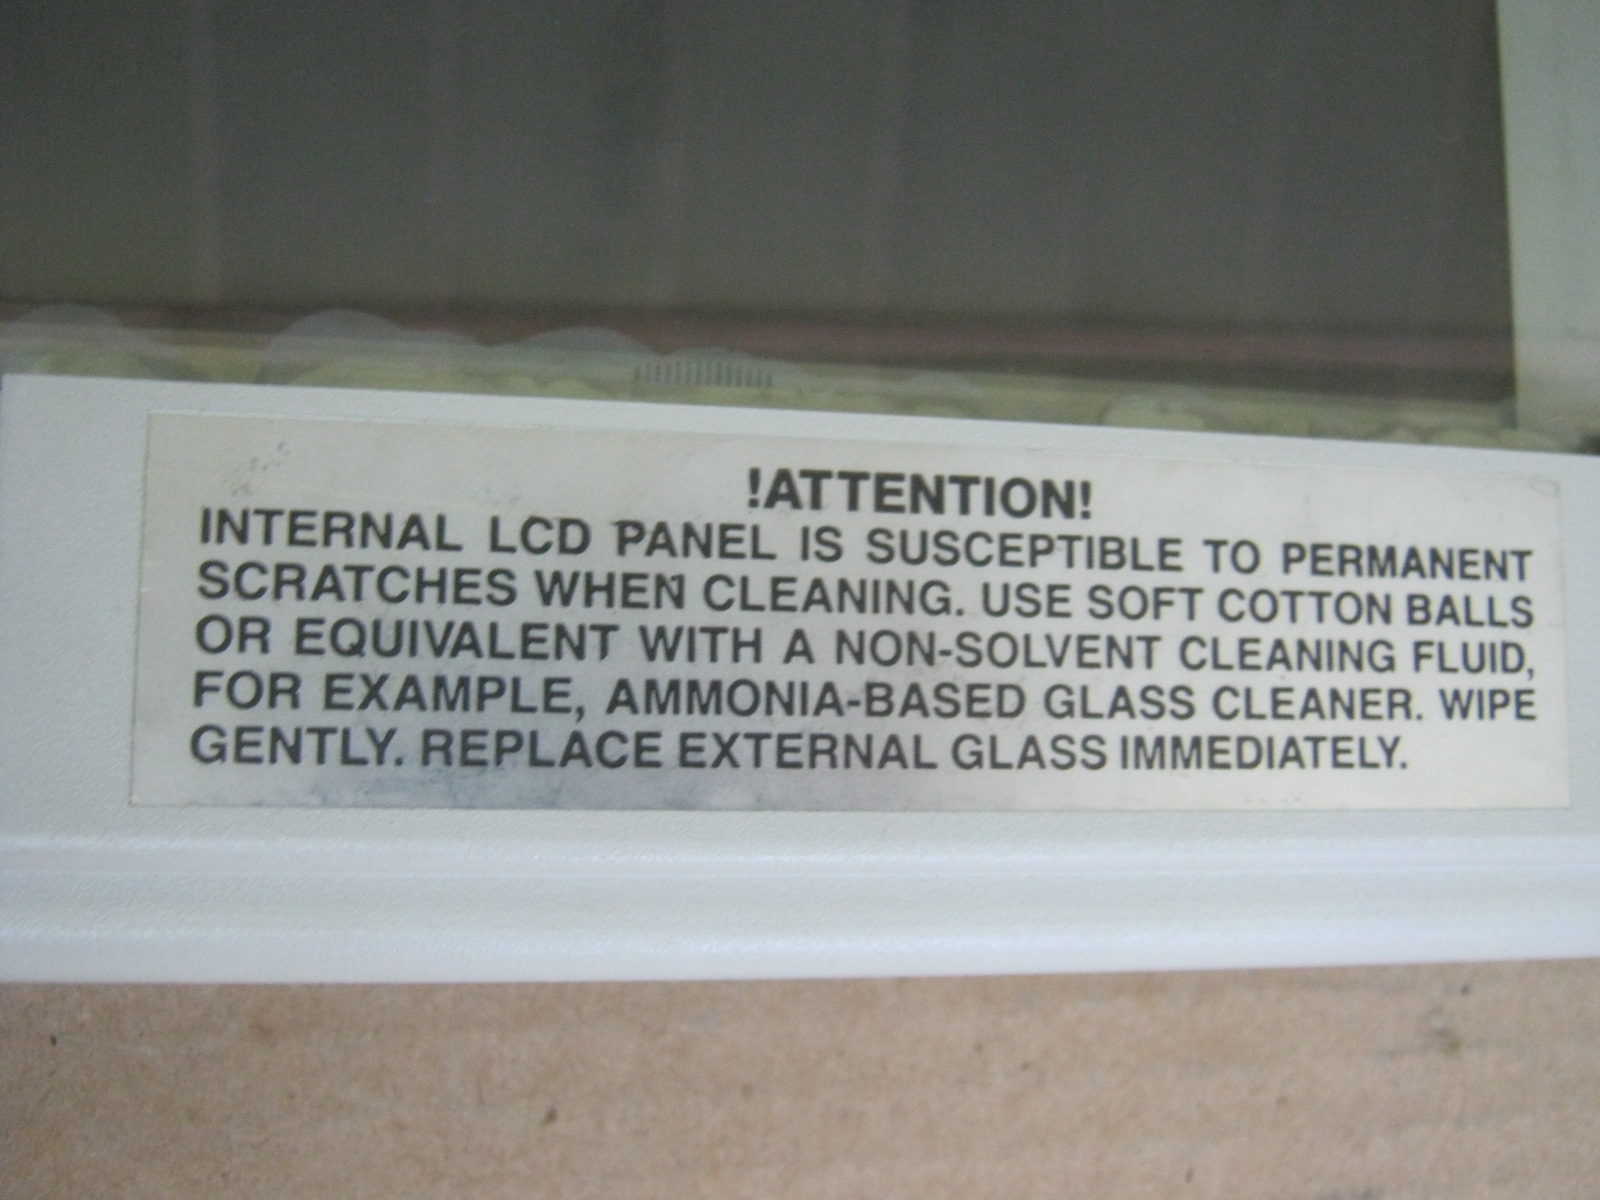 !ATTENTION!
INTERNAL LCD PANEL IS SUSCEPTIBLE TO PERMANENT
SCRATCHES WHEN CLEANING. USE SOFT COTTON BALLS
OR EQUIVALENT WITH A NON-SOLVENT CLEANING FLUID,
FOR EXAMPLE, AMMONIA-BASED GLASS CLEANER. WIPE
GENTLY. REPLACE EXTERNAL GLASS IMMEDIATELY.